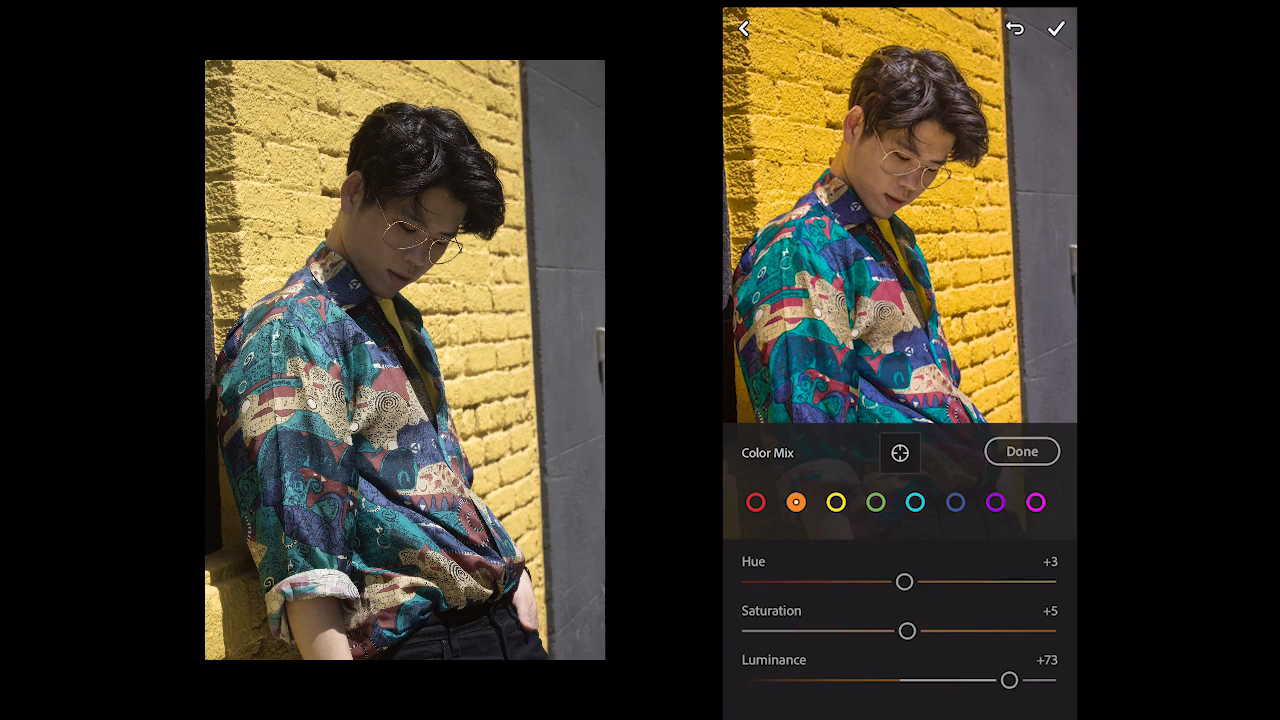 Color Mix
Done
Hue +3
Saturation +5
Luminance +73